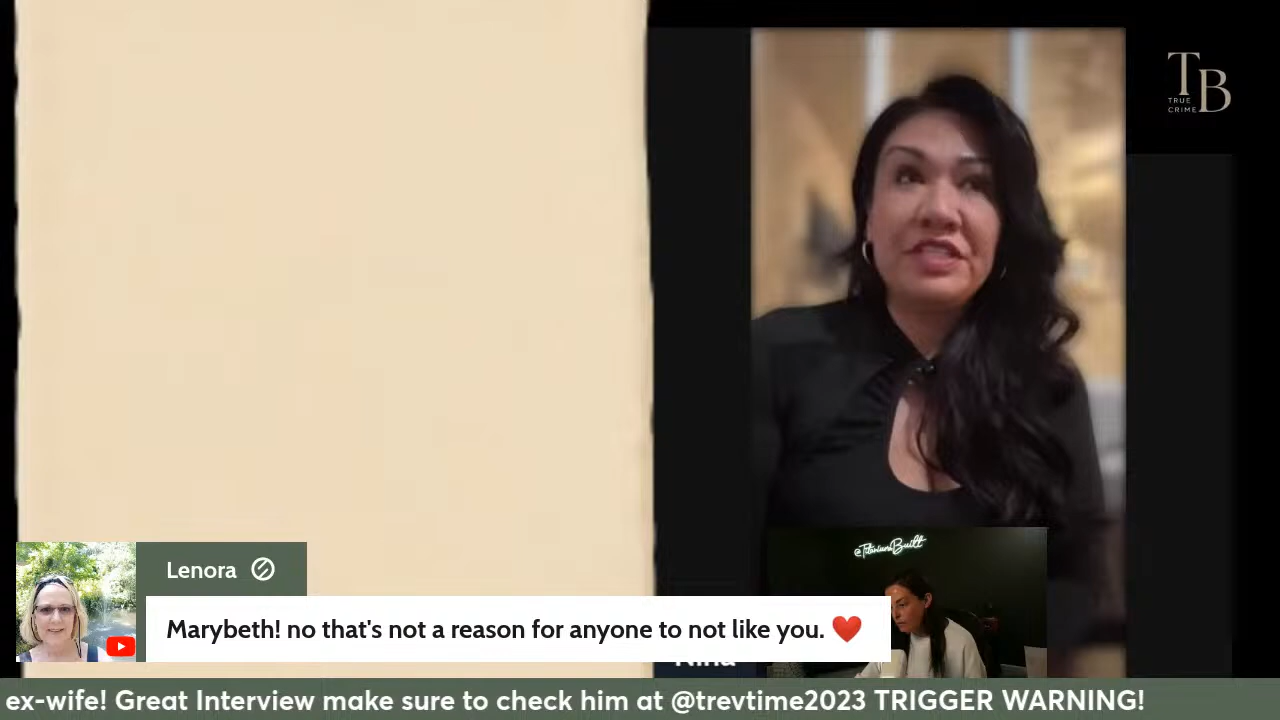 TB
TRUE
CRIME
@TitaniumBuilt
Lenora
Marybeth! no that's not a reason for anyone to not like you. ❤️
Nina
ex-wife! Great Interview make sure to check him at @trevtime2023 TRIGGER WARNING!